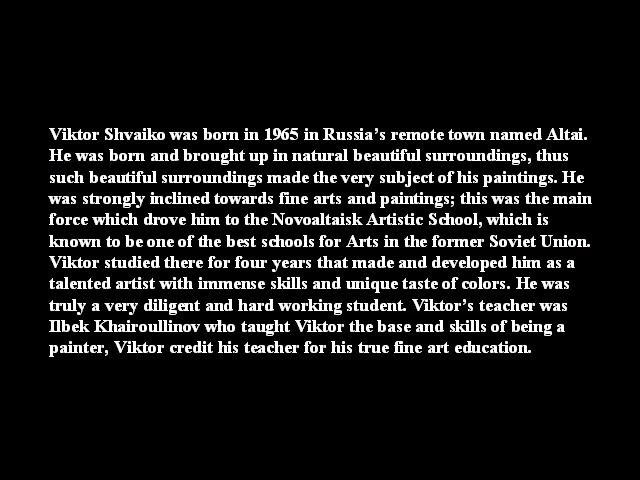 Viktor Shvaiko was born in 1965 in Russia's remote town named Altai.
He was born and brought up in natural beautiful surroundings, thus
such beautiful surroundings made the very subject of his paintings. He
was strongly inclined towards fine arts and paintings; this was the main
force which drove him to the Novoaltaisk Artistic School, which is
known to be one of the best schools for Arts in the former Soviet Union.
Viktor studied there for four years that made and developed him as a
talented artist with immense skills and unique taste of colors. He was
truly a very diligent and hard working student. Viktor's teacher was
Ilbek Khairoullinov who taught Viktor the base and skills of being a
painter, Viktor credit his teacher for his true fine art education.